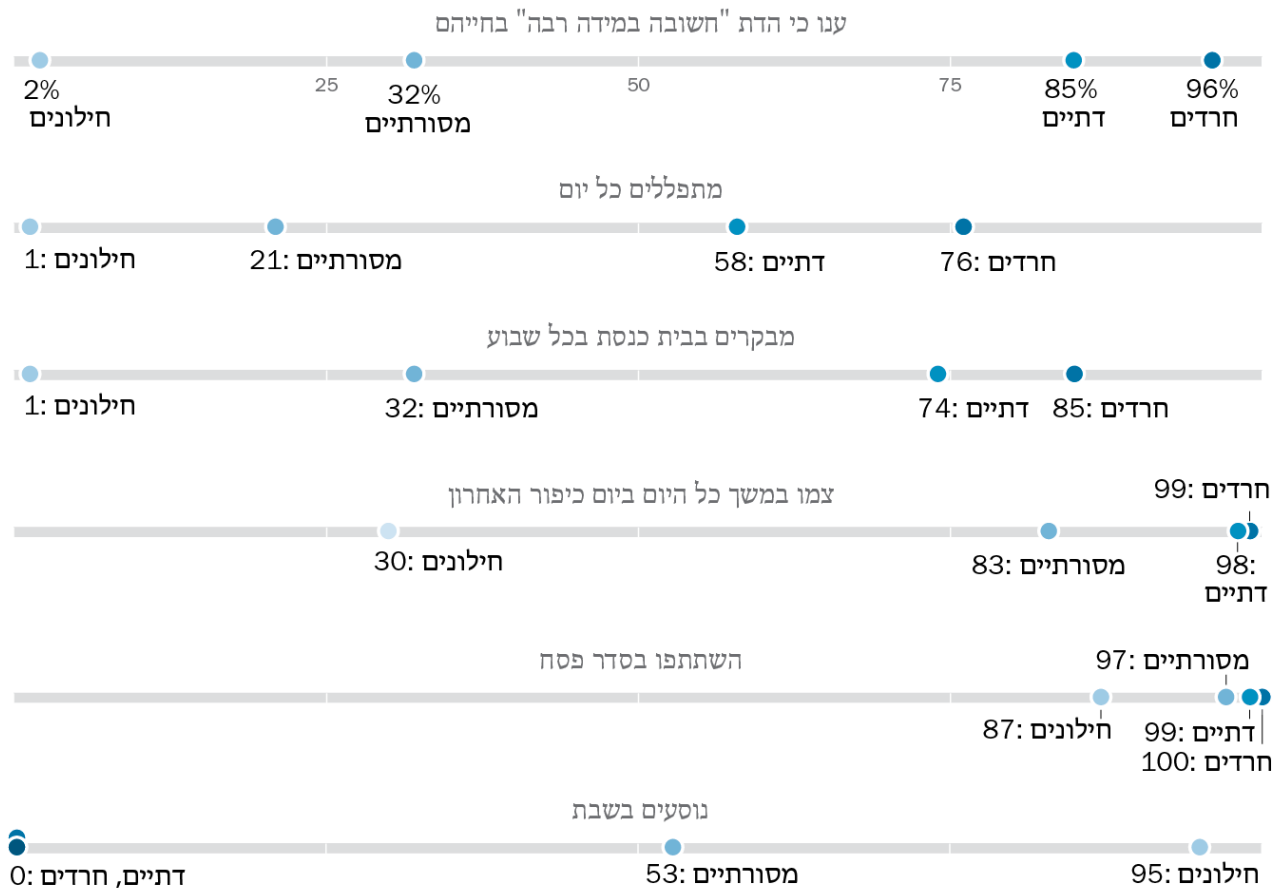 ענו כי הדת "חשובה במידה רבה" בחייהם
2% 25 32% 50 75 85% 96%
חילונים מסורתיים דתיים חרדים
מתפללים כל יום
חילונים :1 מסורתיים :21 דתיים :58 חרדים :76
מבקרים בבית כנסת בכל שבוע
חילונים :1 מסורתיים :32 דתיים :74 חרדים :85
צמו במשך כל היום ביום כיפור האחרון
חרדים :99
חילונים :30 מסורתיים :83 98:
דתיים
השתתפו בסדר פסח
מסורתיים :97
חילונים :87 דתיים :99
חרדים :100
נוסעים בשבת
דתיים, חרדים :0 מסורתיים :53 חילונים :95